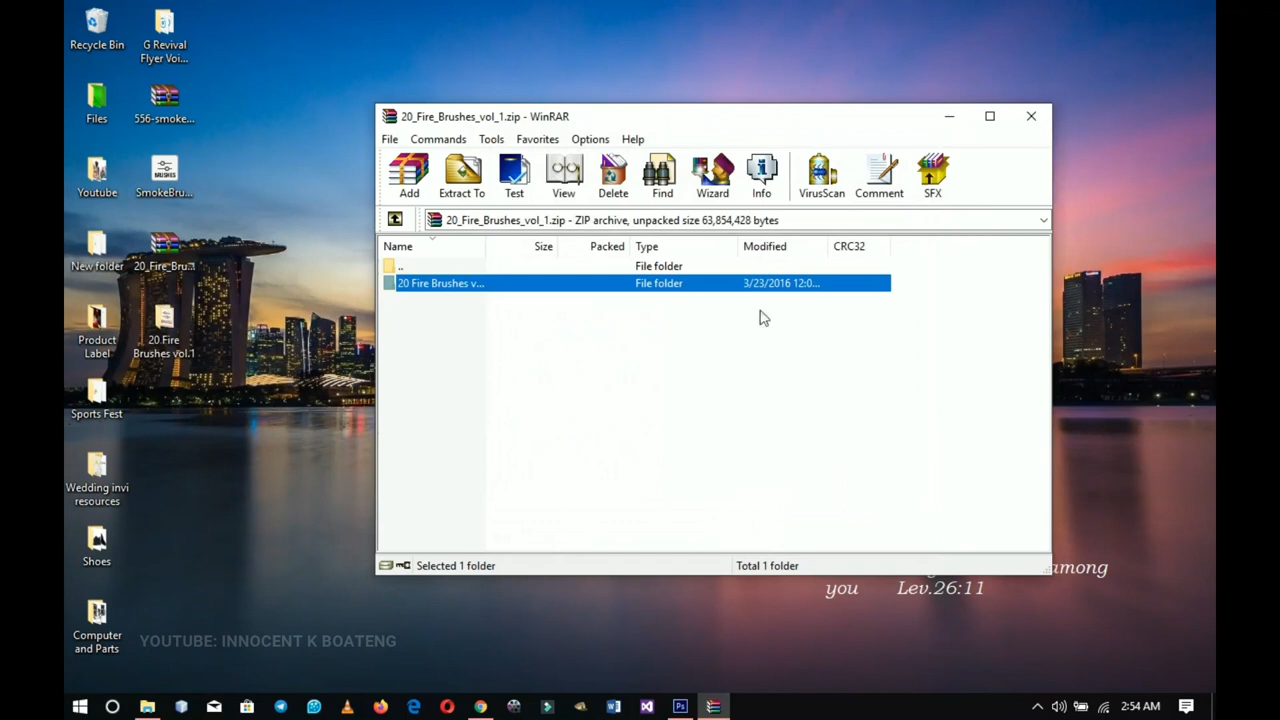 Recycle Bin
G Revival
Flyer Voi...
Files
556-smoke...
Youtube
BRUSHES
SmokeBru...
New folder
20_Fire_Bru...
Product
Label
20 Fire
Brushes vol.1
Sports Fest
Wedding invi
resources
Shoes
Computer
and Parts
20_Fire_Brushes_vol_1.zip - WinRAR
File Commands Tools Favorites Options Help
Add Extract To Test View Delete Find Wizard Info VirusScan Comment SFX
20_Fire_Brushes_vol_1.zip - ZIP archive, unpacked size 63,854,428 bytes
Name Size Packed Type Modified CRC32
.. File folder
20 Fire Brushes v... File folder 3/23/2016 12:0...
Selected 1 folder Total 1 folder
among
you Lev.26:11
YOUTUBE: INNOCENT K BOATENG
Ps
2:54 AM